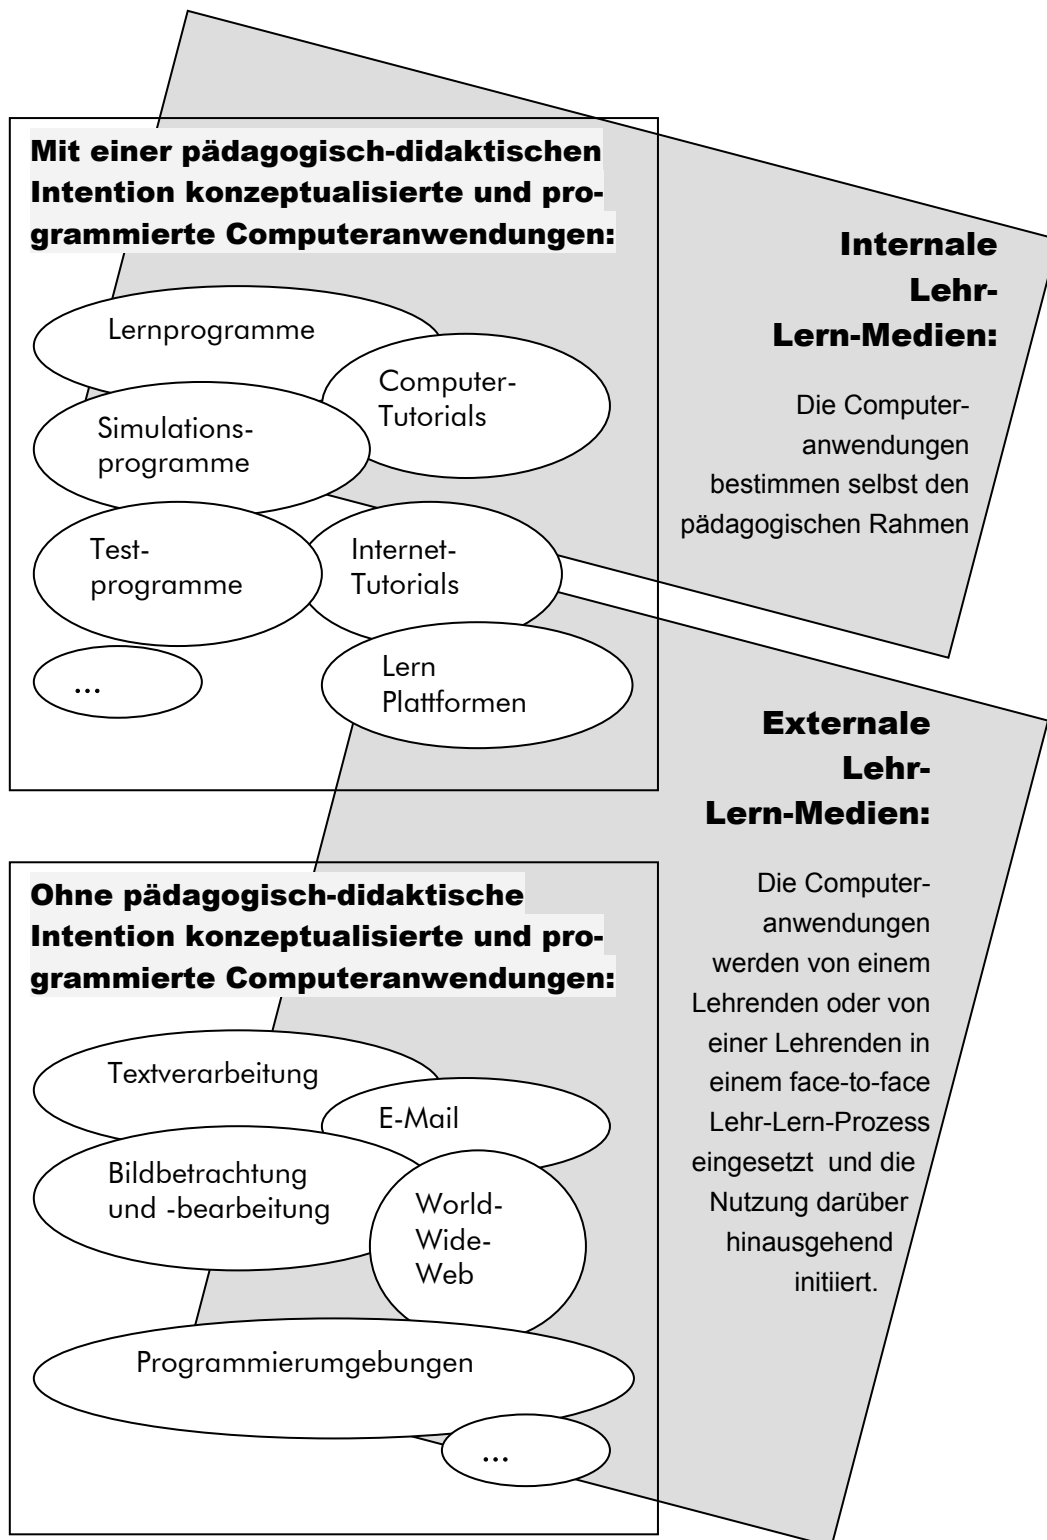 Mit einer pädagogisch-didaktischen
Intention konzeptualisierte und pro-
grammierte Computeranwendungen:
Lernprogramme
Computer-
Tutorials
Simulations-
programme
Test-
programme
Internet-
Tutorials
...
Lern
Plattformen
Internale
Lehr-
Lern-Medien:
Die Computer-
anwendungen
bestimmen selbst den
pädagogischen Rahmen
Externale
Lehr-
Lern-Medien:
Die Computer-
anwendungen
werden von einem
Lehrenden oder von
einer Lehrenden in
einem face-to-face
Lehr-Lern-Prozess
eingesetzt und die
Nutzung darüber
hinausgehend
initiiert.
Ohne pädagogisch-didaktische
Intention konzeptualisierte und pro-
grammierte Computeranwendungen:
Textverarbeitung
E-Mail
Bildbetrachtung
und -bearbeitung
World-
Wide-
Web
Programmierumgebungen
...